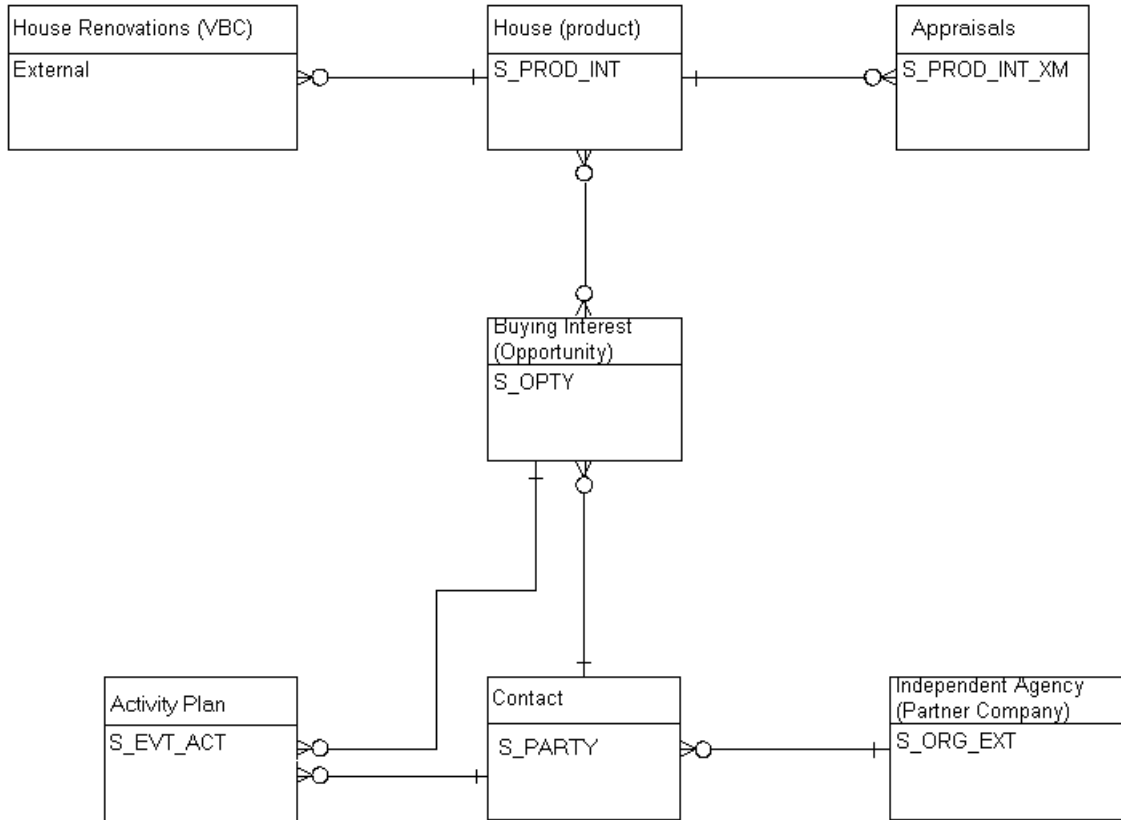 House Renovations (VBC)
External
House (product)
S_PROD_INT
Appraisals
S_PROD_INT_XM
Buying Interest
(Opportunity)
S_OPTY
Activity Plan
S_EVT_ACT
Contact
S_PARTY
Independent Agency
(Partner Company)
S_ORG_EXT